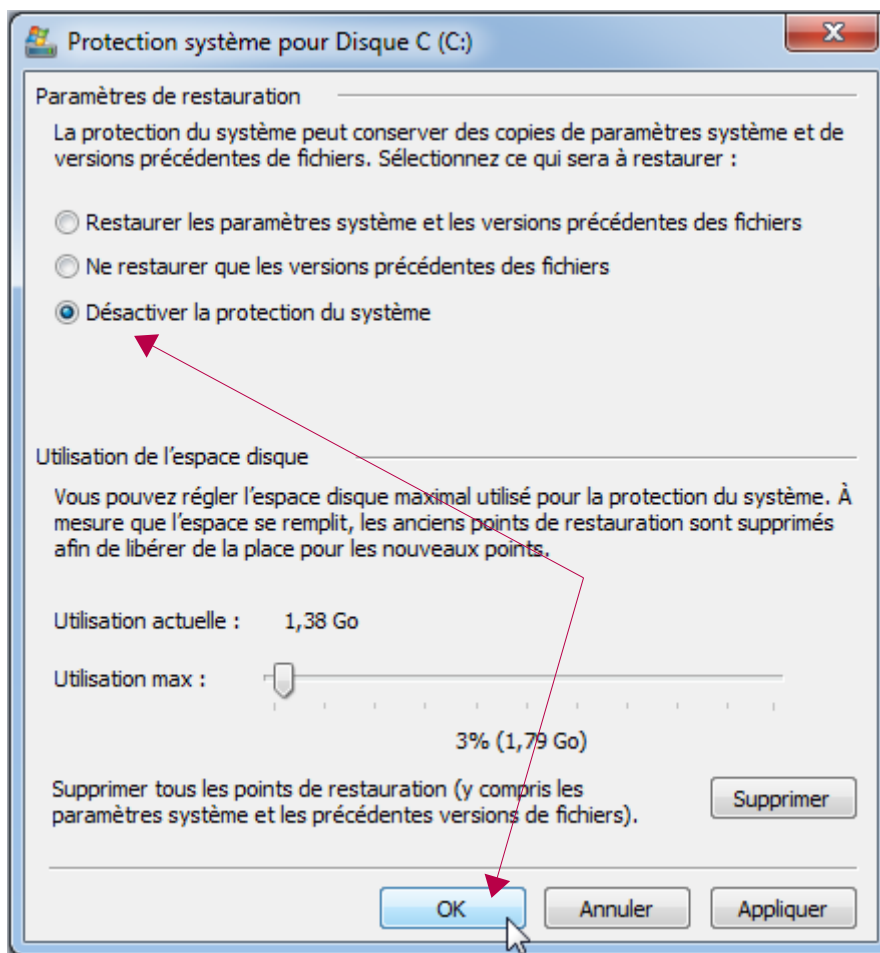 Protection système pour Disque C (C:)
Paramètres de restauration
La protection du système peut conserver des copies de paramètres système et de
versions précédentes de fichiers. Sélectionnez ce qui sera à restaurer :
Restaurer les paramètres système et les versions précédentes des fichiers
Ne restaurer que les versions précédentes des fichiers
Désactiver la protection du système
Utilisation de l’espace disque
Vous pouvez régler l’espace disque maximal utilisé pour la protection du système. À
mesure que l’espace se remplit, les anciens points de restauration sont supprimés
afin de libérer de la place pour les nouveaux points.
Utilisation actuelle : 1,38 Go
Utilisation max :
3% (1,79 Go)
Supprimer tous les points de restauration (y compris les
paramètres système et les précédentes versions de fichiers).
Supprimer
OK Annuler Appliquer